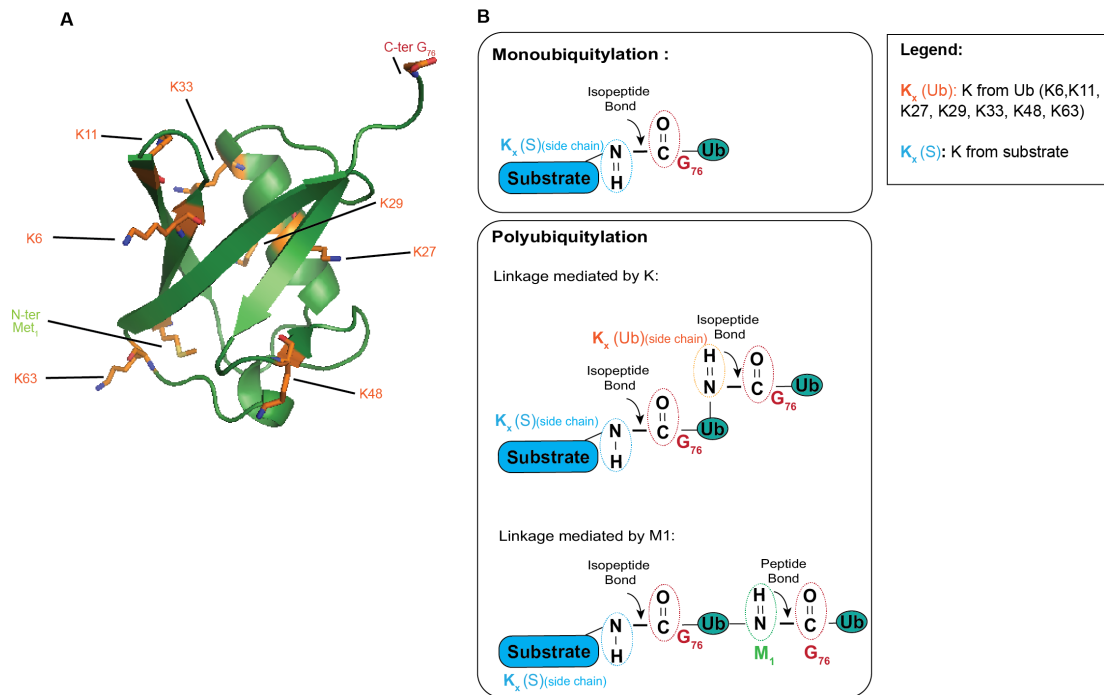 A
C-ter G76
K33
K11
K29
K6
K27
N-ter
Met1
K63
K48
B
Monoubiquitylation :
Isopeptide
Bond
O
Kx (S)(side chain)
N
C
Ub
G76
Substrate
H
Polyubiquitylation
Linkage mediated by K:
Isopeptide
Bond
Kx (Ub)(side chain)
H
O
Isopeptide
Bond
N
C
Ub
G76
O
Kx (S)(side chain)
N
C
Ub
G76
Substrate
H
Linkage mediated by M1:
Isopeptide
Bond
Peptide
Bond
O
H
O
N
C
Ub
N
C
Ub
G76
Substrate
H
M1
G76
Kx (S)(side chain)
Legend:
Kx (Ub): K from Ub (K6,K11,
K27, K29, K33, K48, K63)
Kx (S): K from substrate